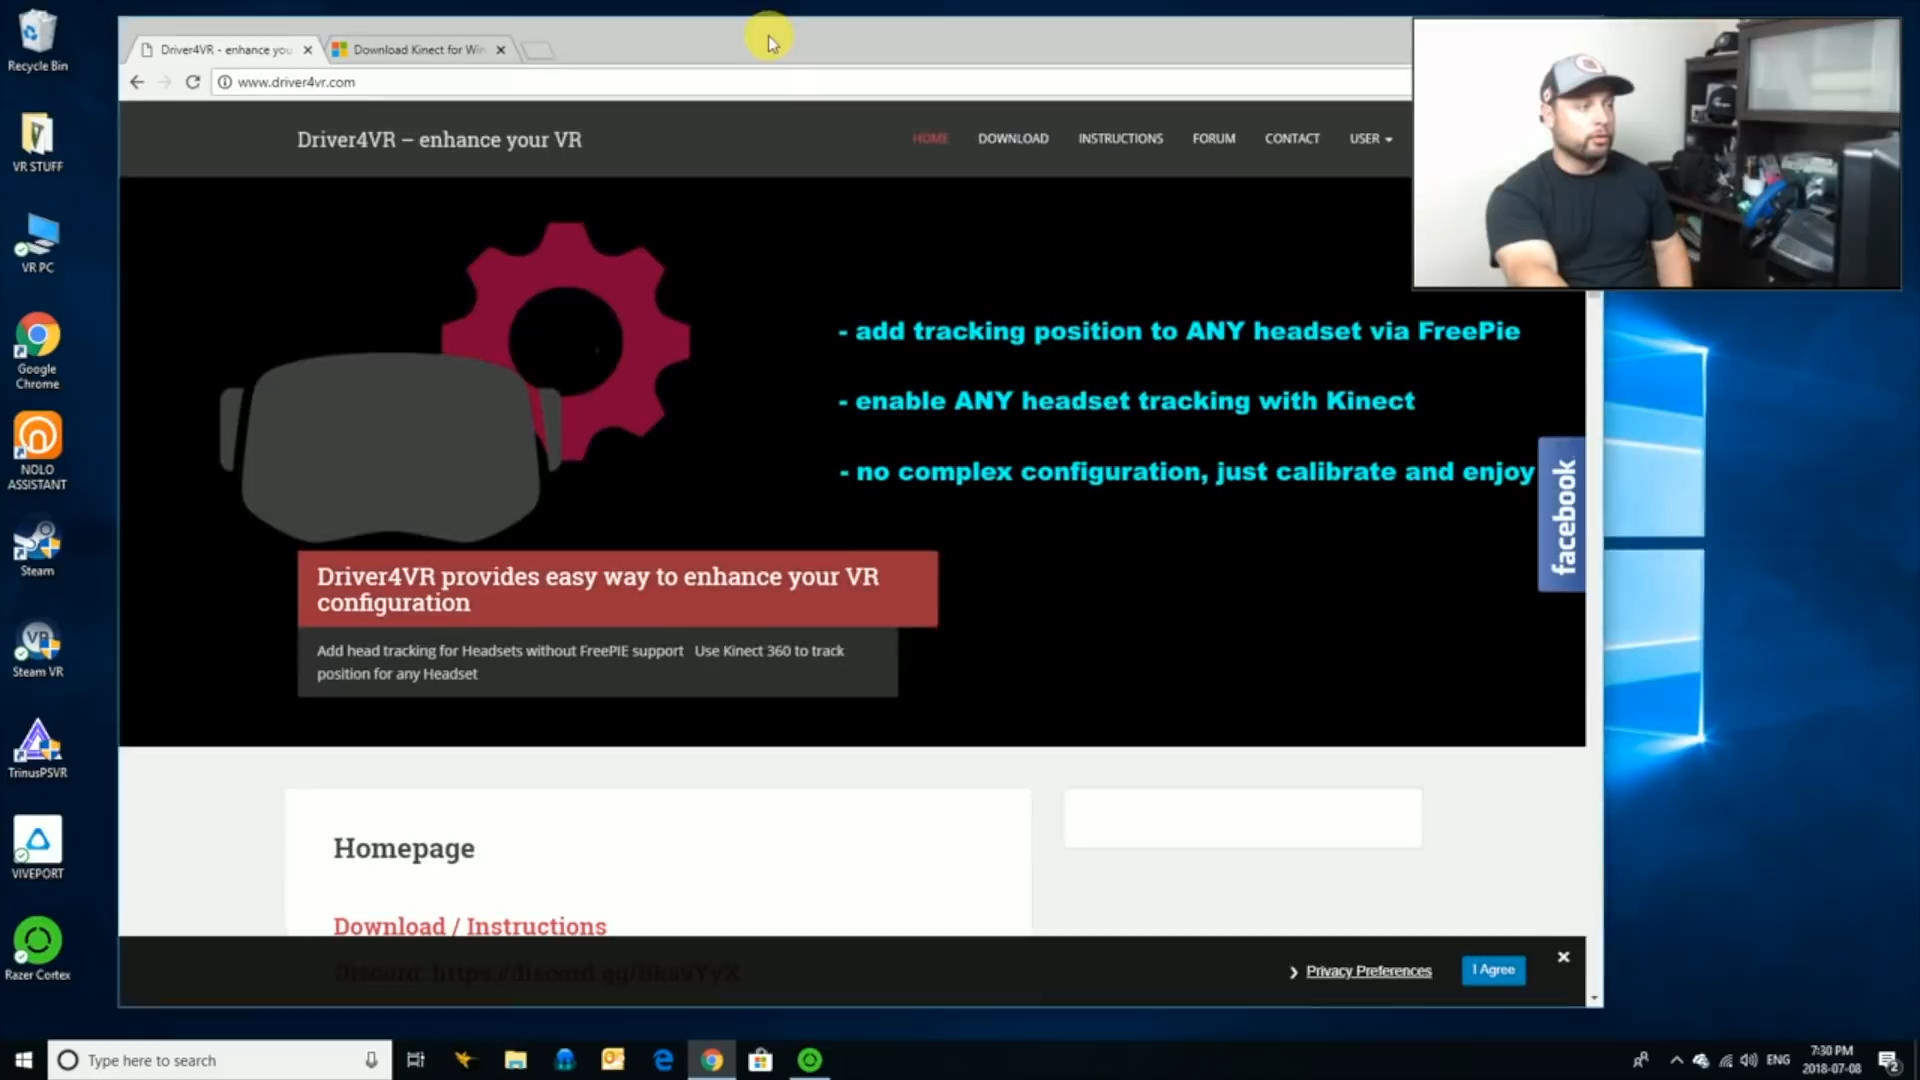 Recycle Bin
VR STUFF
VR PC
Google
Chrome
NOLO
ASSISTANT
Steam
Steam VR
TrinusPSVR
VIVEPORT
Razer Cortex
Driver4VR - enhance you
Download Kinect for Win
www.driver4vr.com
Driver4VR – enhance your VR
HOME
DOWNLOAD
INSTRUCTIONS
FORUM
CONTACT
USER
- add tracking position to ANY headset via FreePie
- enable ANY headset tracking with Kinect
- no complex configuration, just calibrate and enjoy
facebook
Driver4VR provides easy way to enhance your VR
configuration
Add head tracking for Headsets without FreePIE support Use Kinect 360 to track
position for any Headset
Homepage
Download / Instructions
Discord: https://discord.gg/
Privacy Preferences
I Agree
Type here to search
ENG
7:30 PM
2018-07-08
2